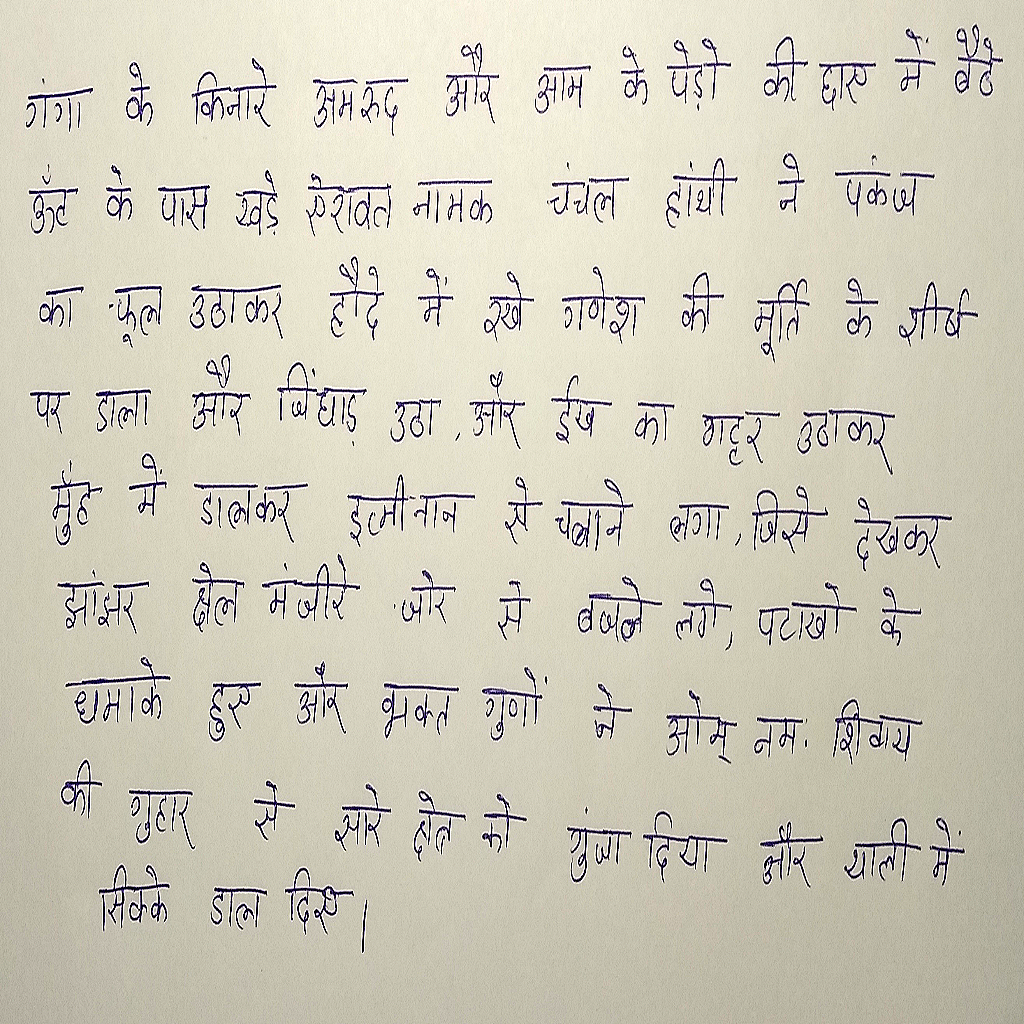 गंगा के किनारे अमरुद और आम के पेड़ो की छाए में बैठे
ऊँट के पास खड़े ऐरावत नामक चंचल हांथी ने पकंज
का फूल उठाकर हौदे में रखे गणेश की मूर्ति के शीर्ष
पर डाला और चिंघाड़ उठा, और ईख का गट्ठर उठाकर
मुँह में डालकर इत्मीनान से चबाने लगा, जिसे देखकर
झांझर ढोल मंजीरे जोर से बजने लगे, पटाखो के
धमाके हुए और भक्त गुणों ने ओम् नमः शिवाय
की गुहार से सारे क्षेत्र को गुंजा दिया और थाली में
सिक्के डाल दिए।